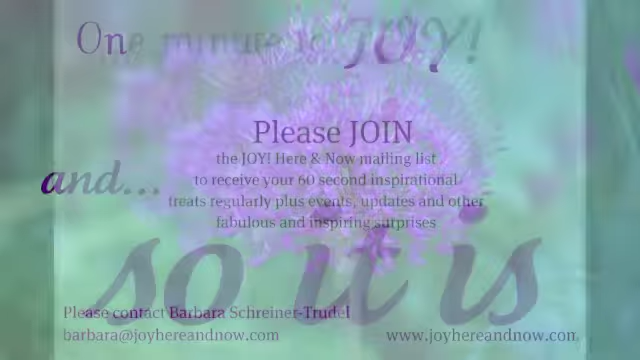 One minute to JOY!
Please JOIN
the JOY! Here & Now mailing list
and...
to receive your 60 second inspirational
treats regularly plus events, updates and other
fabulous and inspiring surprises
so it is
Please contact Barbara Schreiner-Trudel
barbara@joyhereandnow.com
www.joyhereandnow.com